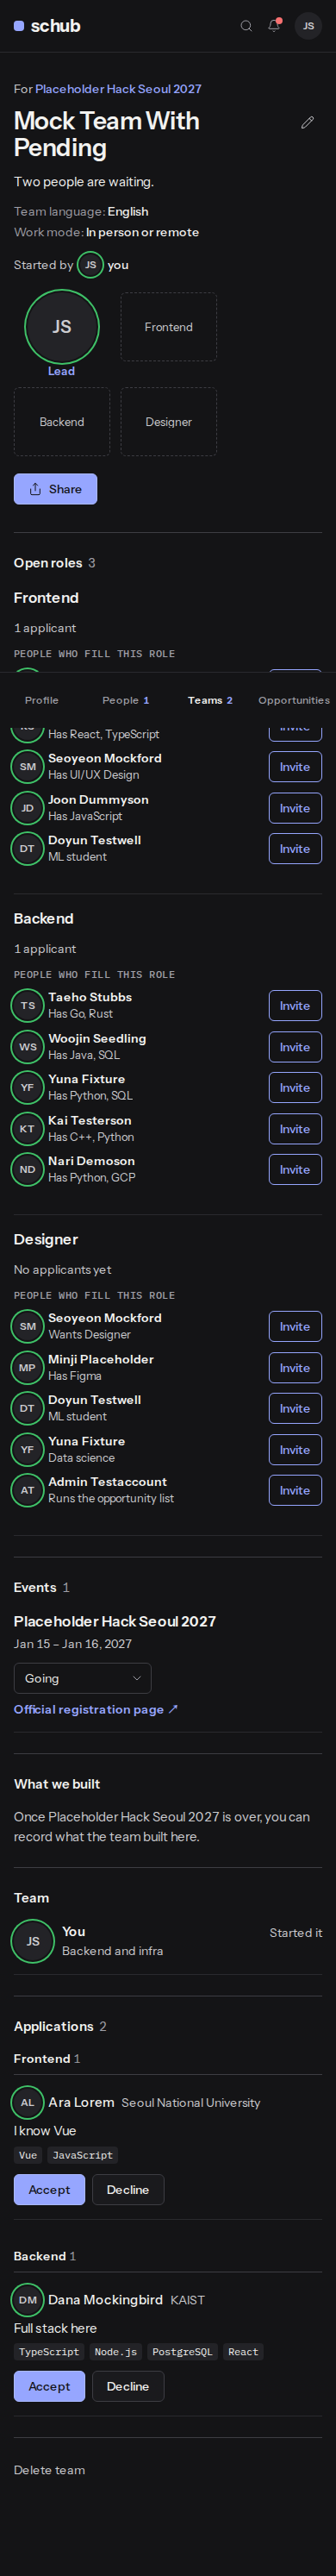 schub
JS
For Placeholder Hack Seoul 2027
Mock Team With
Pending
Two people are waiting.
Team language: English
Work mode: In person or remote
Started by JS you
JS
Lead
Frontend
Backend
Designer
Share
Open roles 3
Frontend
1 applicant
PEOPLE WHO FILL THIS ROLE
Profile
People 1
Teams 2
Opportunities
Has React, TypeScript
Invite
SM
Seoyeon Mockford
Has UI/UX Design
Invite
JD
Joon Dummyson
Has JavaScript
Invite
DT
Doyun Testwell
ML student
Invite
Backend
1 applicant
PEOPLE WHO FILL THIS ROLE
TS
Taeho Stubbs
Has Go, Rust
Invite
WS
Woojin Seedling
Has Java, SQL
Invite
YF
Yuna Fixture
Has Python, SQL
Invite
KT
Kai Testerson
Has C++, Python
Invite
ND
Nari Demoson
Has Python, GCP
Invite
Designer
No applicants yet
PEOPLE WHO FILL THIS ROLE
SM
Seoyeon Mockford
Wants Designer
Invite
MP
Minji Placeholder
Has Figma
Invite
DT
Doyun Testwell
ML student
Invite
YF
Yuna Fixture
Data science
Invite
AT
Admin Testaccount
Runs the opportunity list
Invite
Events 1
Placeholder Hack Seoul 2027
Jan 15 – Jan 16, 2027
Going
Official registration page ↗
What we built
Once Placeholder Hack Seoul 2027 is over, you can
record what the team built here.
Team
JS
You
Backend and infra
Started it
Applications 2
Frontend 1
AL
Ara Lorem Seoul National University
I know Vue
Vue JavaScript
Accept Decline
Backend 1
DM
Dana Mockingbird KAIST
Full stack here
TypeScript Node.js PostgreSQL React
Accept Decline
Delete team